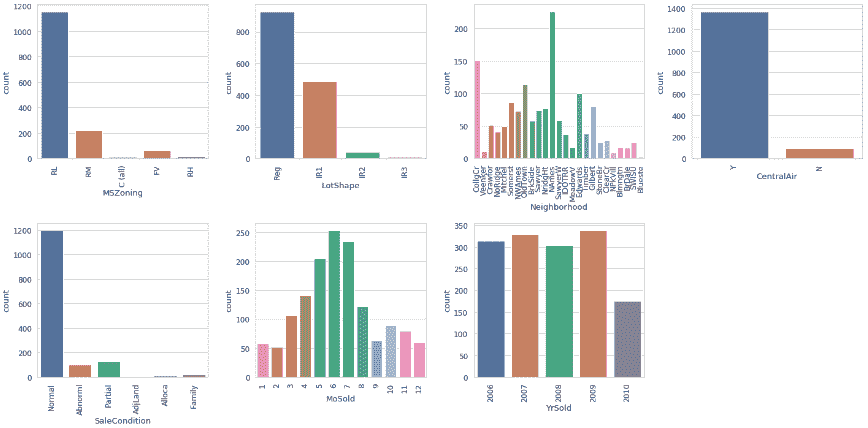 1200
1000
800
600
400
200
0
count
RL
RM
C (all)
FV
RH
MSZoning
800
600
400
200
0
count
Reg
IR1
IR2
IR3
LotShape
200
150
100
50
0
count
CollgCr
Veenker
Crawfor
NoRidge
Mitchel
Somerst
NWAmes
OldTown
BrkSide
Sawyer
NridgHt
NAmes
SawyerW
IDOTRR
MeadowV
Edwards
Timber
Gilbert
StoneBr
ClearCr
NPkVill
Blmngtn
BrDale
SWISU
Blueste
Neighborhood
1400
1200
1000
800
600
400
200
0
count
Y
N
CentralAir
1200
1000
800
600
400
200
0
count
Normal
Abnorml
Partial
AdjLand
Alloca
Family
SaleCondition
250
200
150
100
50
0
count
1
2
3
4
5
6
7
8
9
10
11
12
MoSold
350
300
250
200
150
100
50
0
count
2006
2007
2008
2009
2010
YrSold